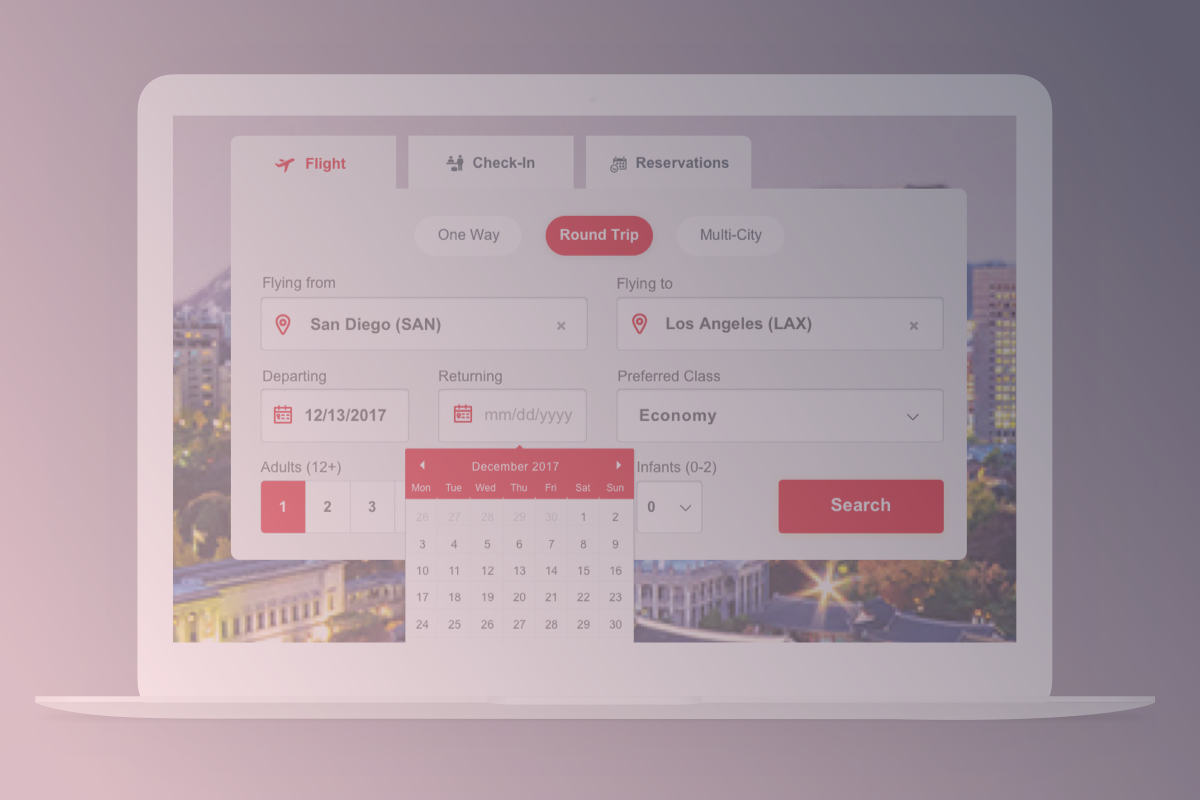 Flight
Check-In
Reservations
One Way
Round Trip
Multi-City
Flying from
Flying to
San Diego (SAN) ×
Los Angeles (LAX) ×
Departing
Returning
Preferred Class
12/13/2017
mm/dd/yyyy
Economy
Adults (12+)
Infants (0-2)
1 2 3
0
Search
December 2017
Mon Tue Wed Thu Fri Sat Sun
26 27 28 29 30 1 2
3 4 5 6 7 8 9
10 11 12 13 14 15 16
17 18 19 20 21 22 23
24 25 26 27 28 29 30